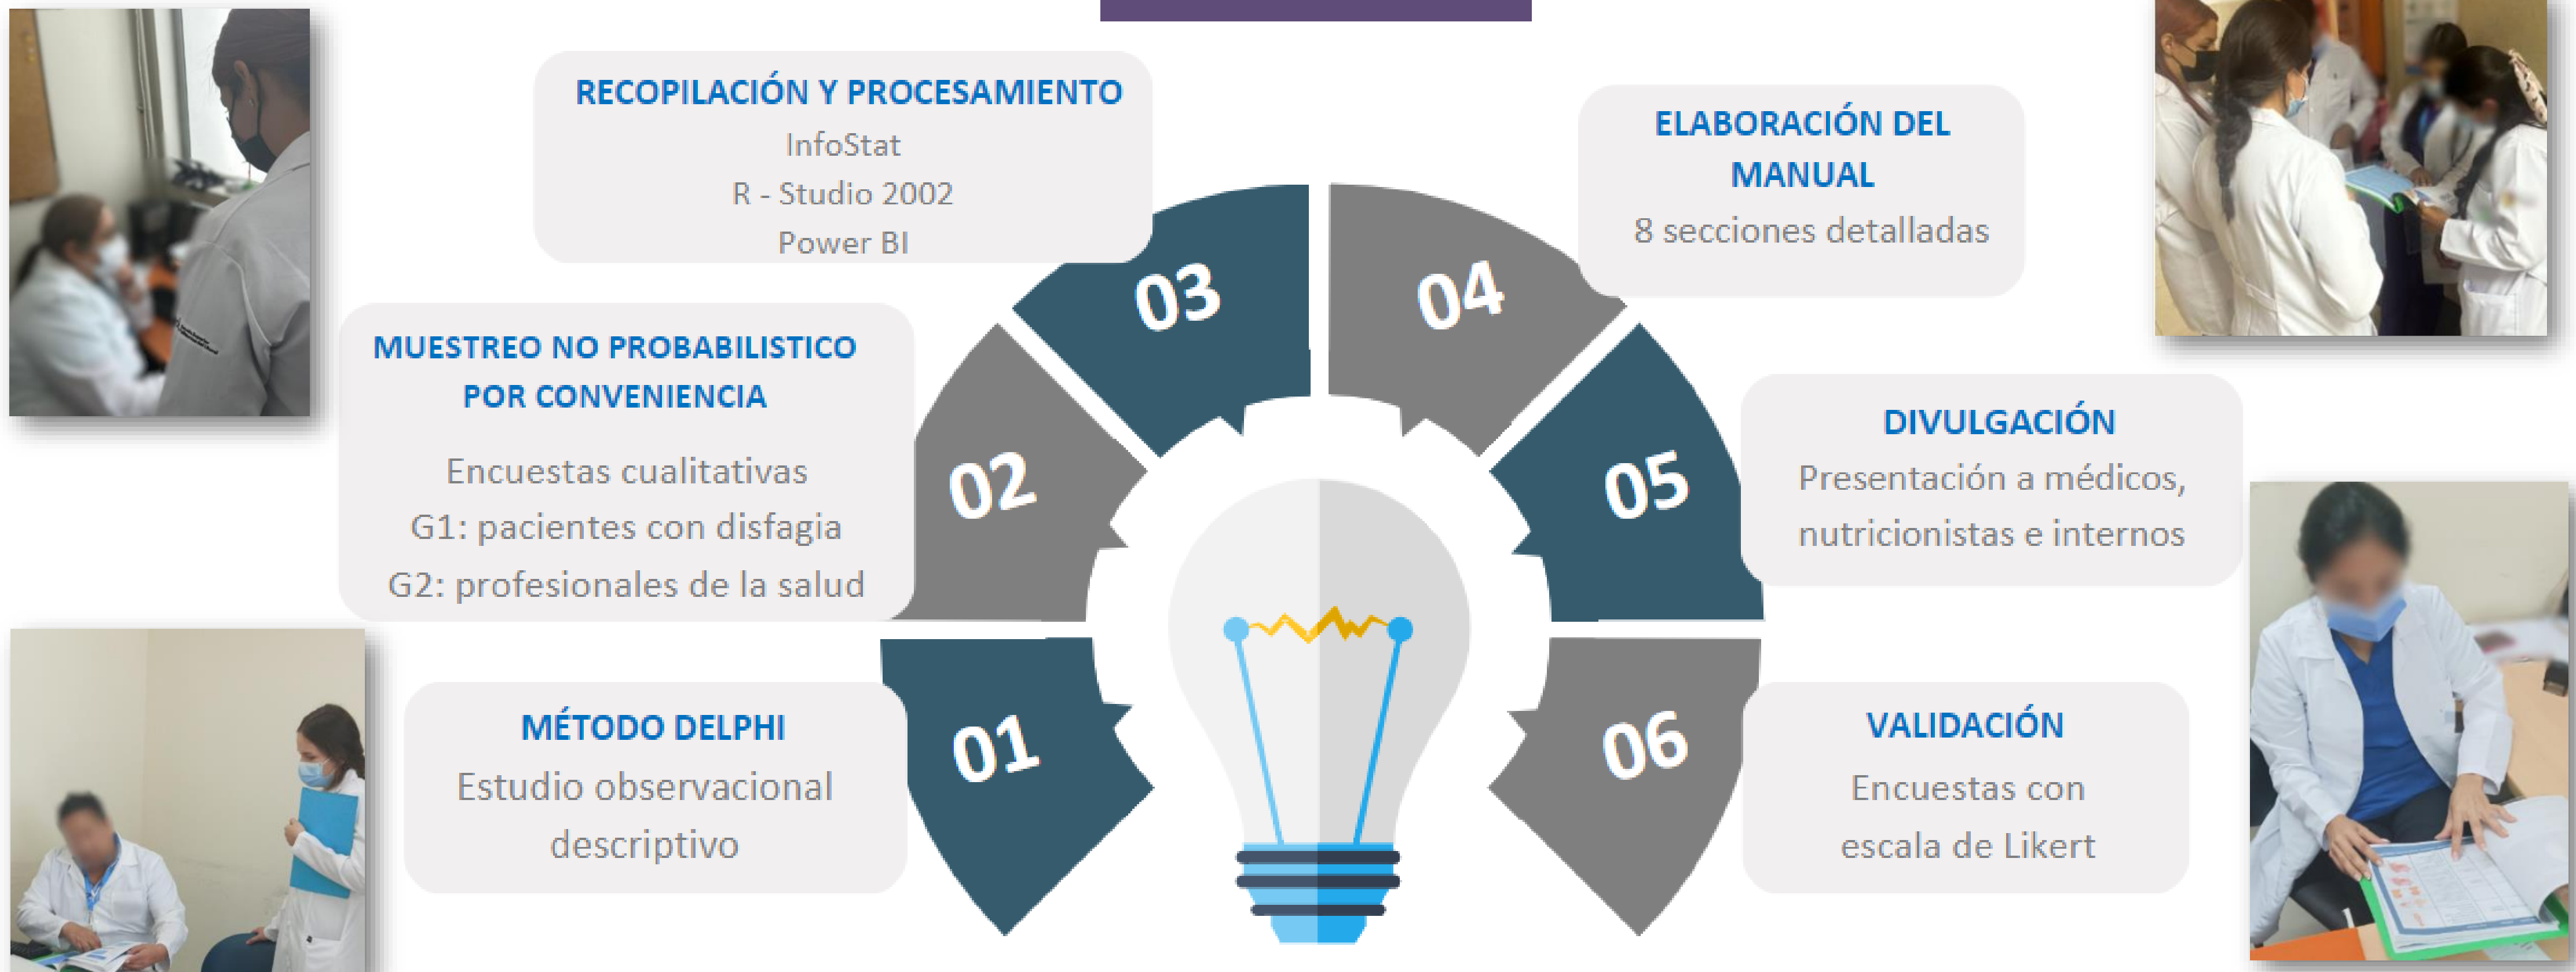 RECOPILACIÓN Y PROCESAMIENTO
InfoStat
R - Studio 2002
Power BI
ELABORACIÓN DEL
MANUAL
8 secciones detalladas
03
04
MUESTREO NO PROBABILISTICO
POR CONVENIENCIA
Encuestas cualitativas
G1: pacientes con disfagia
G2: profesionales de la salud
02
05
DIVULGACIÓN
Presentación a médicos,
nutricionistas e internos
MÉTODO DELPHI
Estudio observacional
descriptivo
01
06
VALIDACIÓN
Encuestas con
escala de Likert